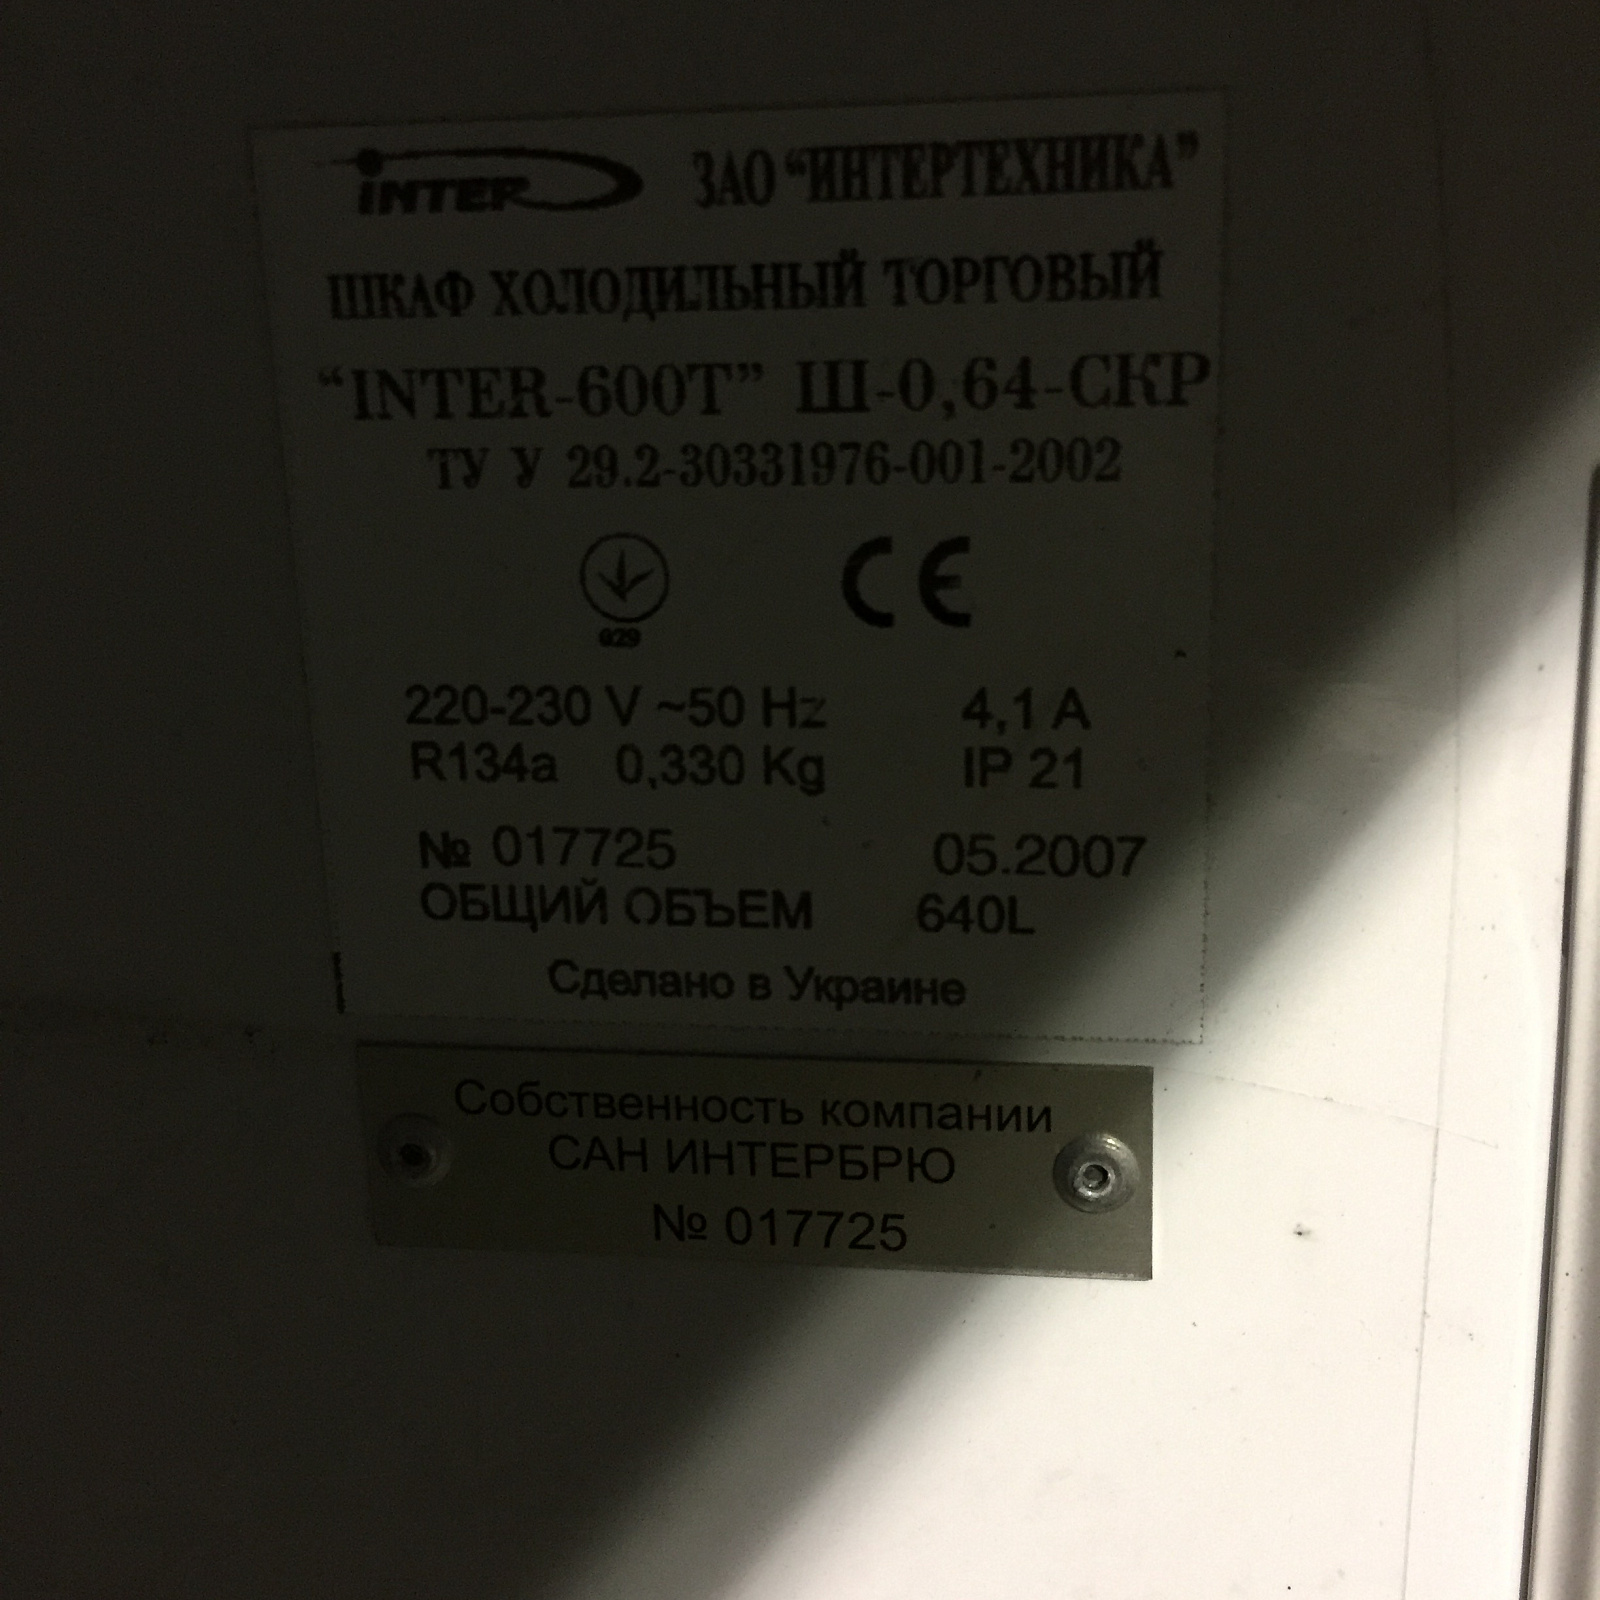 INTER ЗАО “ИНТЕРТЕХНИКА”
ШКАФ ХОЛОДИЛЬНЫЙ ТОРГОВЫЙ
“INTER-600T” Ш-0,64-СКР
ТУ У 29.2-30331976-001-2002
CE
029
220-230 V ~50 Hz 4,1 A
R134a 0,330 Kg IP 21
№ 017725 05.2007
ОБЩИЙ ОБЪЕМ 640L
Сделано в Украине
Собственность компании
САН ИНТЕРБРЮ
№ 017725